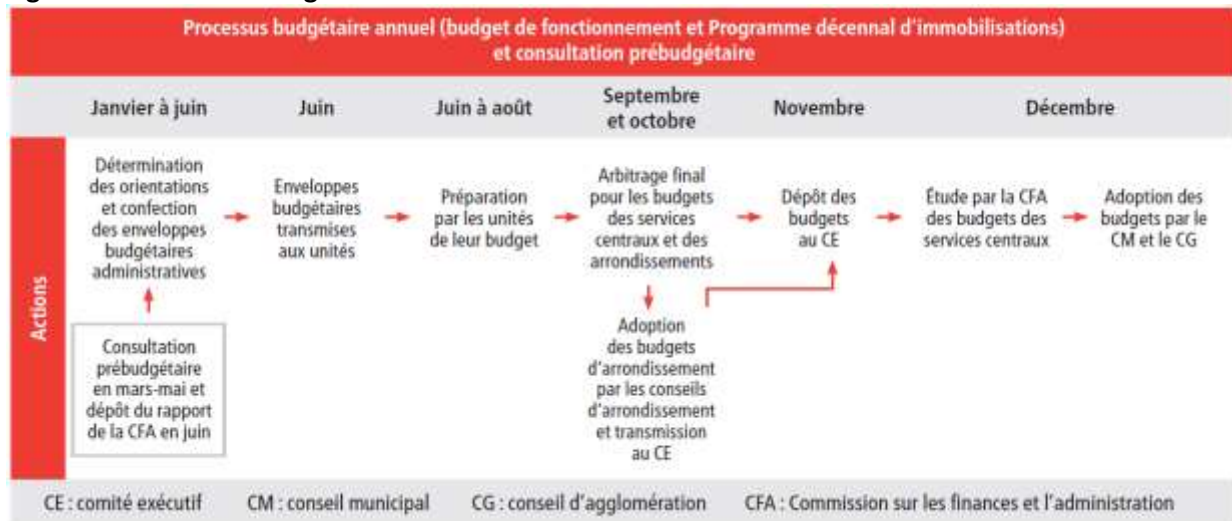 Processus budgétaire annuel (budget de fonctionnement et Programme décennal d'immobilisations)
et consultation prébudgétaire
Janvier à juin
Juin
Juin à août
Septembre
et octobre
Novembre
Décembre
Actions
Détermination
des orientations
et confection
des enveloppes
budgétaires
administratives
Enveloppes
budgétaires
transmises
aux unités
Préparation
par les unités
de leur budget
Arbitrage final
pour les budgets
des services
centraux et des
arrondissements
Dépôt des
budgets
au CE
Étude par la CFA
des budgets des
services centraux
Adoption des
budgets par le
CM et le CG
Consultation
prébudgétaire
en mars-mai et
dépôt du rapport
de la CFA en juin
Adoption
des budgets
d'arrondissement
par les conseils
d'arrondissement
et transmission
au CE
CE : comité exécutif
CM : conseil municipal
CG : conseil d'agglomération
CFA : Commission sur les finances et l'administration